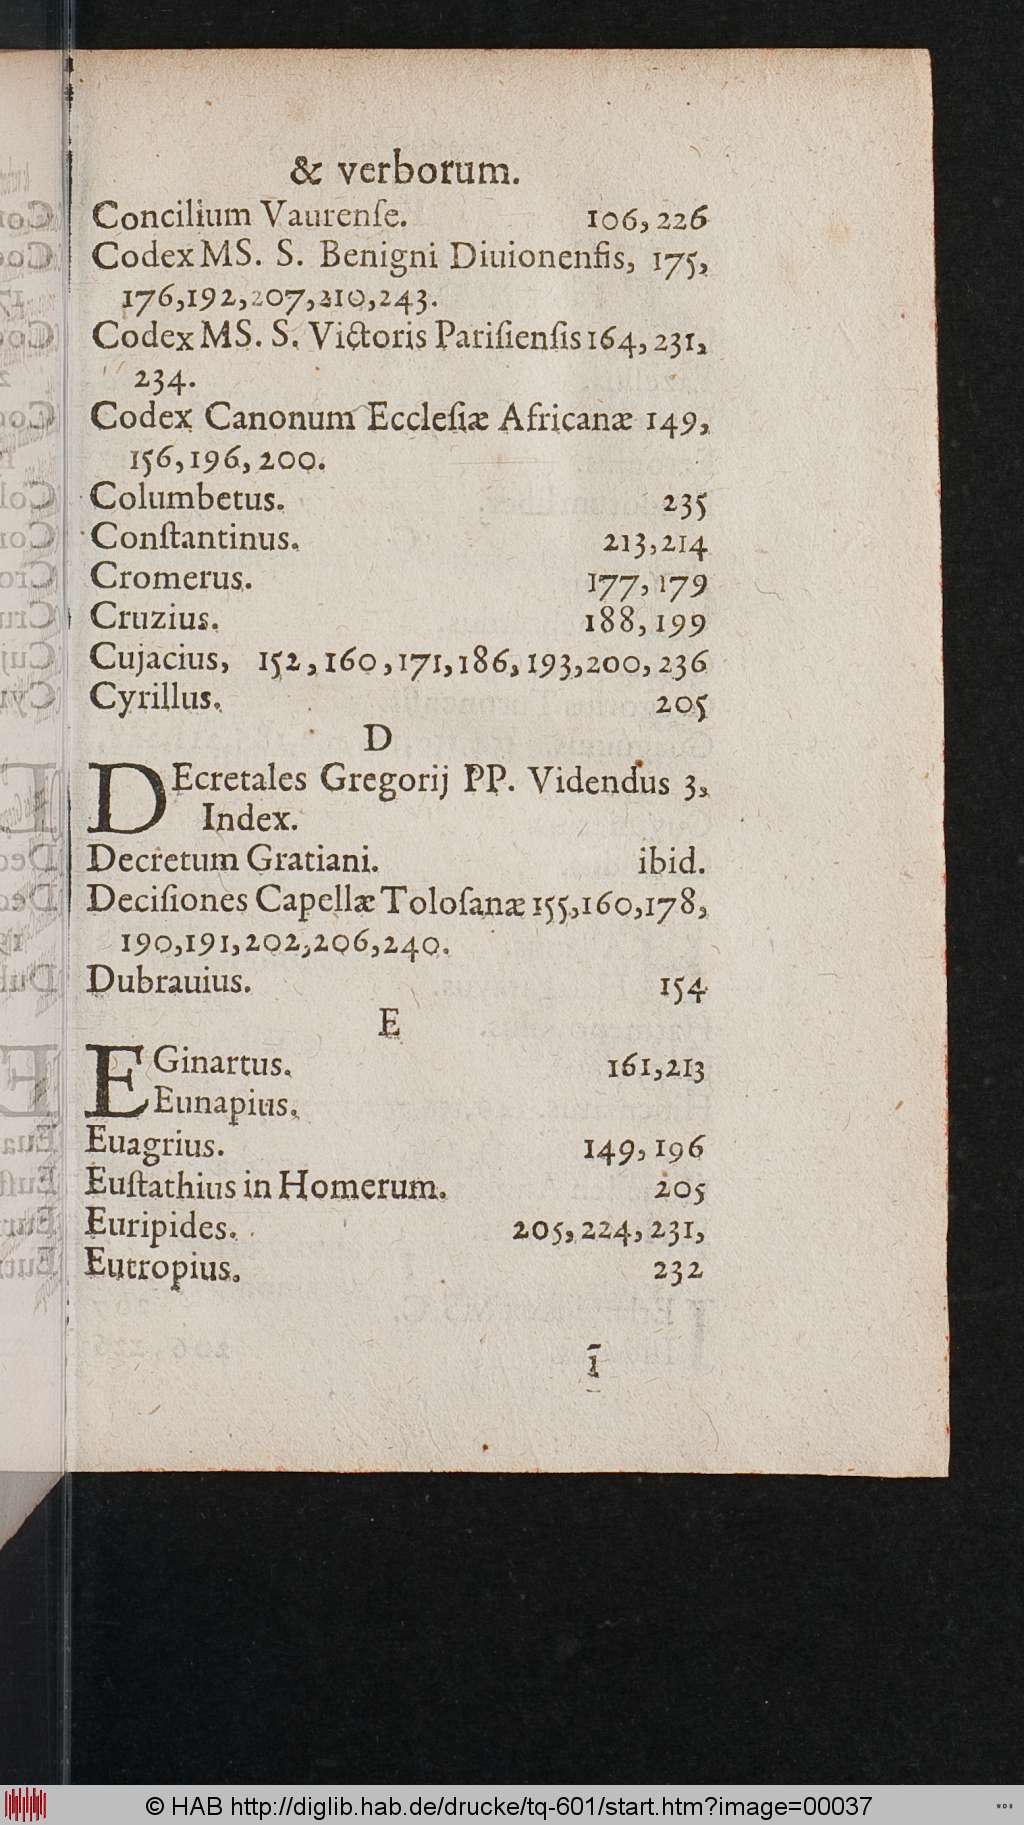 & verborum.
Concilium Vaurenſe. 106, 226
Codex MS. S. Benigni Diuionenſis, 175,
176,192,207,210,243.
Codex MS. S. Victoris Pariſienſis 164, 231,
234.
Codex Canonum Eccleſiæ Africanæ 149,
156,196, 200.
Columbetus. 235
Conſtantinus. 213,214
Cromerus. 177, 179
Cruzius. 188, 199
Cujacius, 152, 160, 171, 186, 193,200, 236
Cyrillus. 205
D
DEcretales Gregorij PP. Videndus 3,
Index.
Decretum Gratiani. ibid.
Deciſiones Capellæ Toloſanæ 155,160,178,
190,191,202,206,240.
Dubrauius. 154
E
EGinartus. 161,213
Eunapius.
Euagrius. 149, 196
Euſtathius in Homerum. 205
Euripides. 205, 224, 231,
Eutropius. 232
ī
© HAB http://diglib.hab.de/drucke/tq-601/start.htm?image=00037